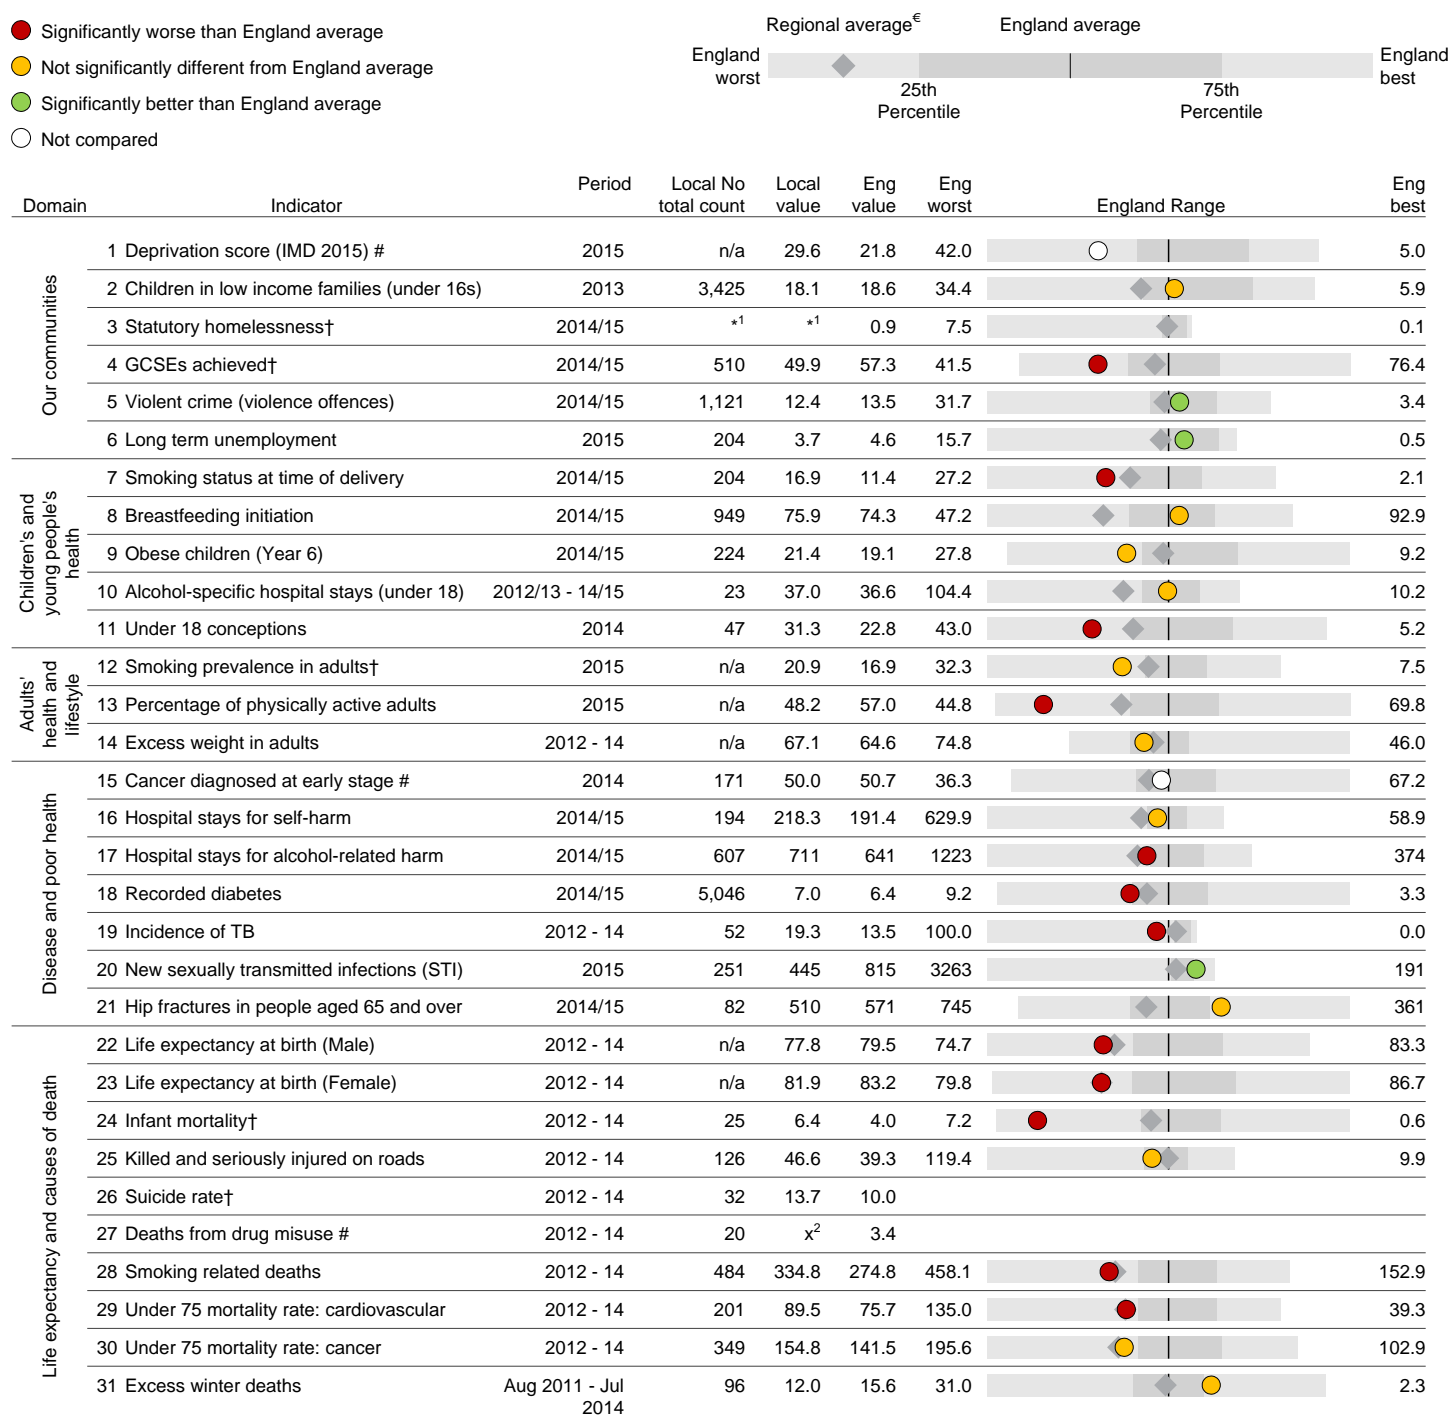 Significantly worse than England average
Not significantly different from England average
Significantly better than England average
Not compared
Regional average€ England average
England worst England best
25th Percentile 75th Percentile
Domain Indicator Period Local No total count Local value Eng value Eng worst England Range Eng best
Our communities
1 Deprivation score (IMD 2015) # 2015 n/a 29.6 21.8 42.0 5.0
2 Children in low income families (under 16s) 2013 3,425 18.1 18.6 34.4 5.9
3 Statutory homelessness† 2014/15 *1 *1 0.9 7.5 0.1
4 GCSEs achieved† 2014/15 510 49.9 57.3 41.5 76.4
5 Violent crime (violence offences) 2014/15 1,121 12.4 13.5 31.7 3.4
6 Long term unemployment 2015 204 3.7 4.6 15.7 0.5
Children's and young people's health
7 Smoking status at time of delivery 2014/15 204 16.9 11.4 27.2 2.1
8 Breastfeeding initiation 2014/15 949 75.9 74.3 47.2 92.9
9 Obese children (Year 6) 2014/15 224 21.4 19.1 27.8 9.2
10 Alcohol-specific hospital stays (under 18) 2012/13 - 14/15 23 37.0 36.6 104.4 10.2
11 Under 18 conceptions 2014 47 31.3 22.8 43.0 5.2
Adults' health and lifestyle
12 Smoking prevalence in adults† 2015 n/a 20.9 16.9 32.3 7.5
13 Percentage of physically active adults 2015 n/a 48.2 57.0 44.8 69.8
14 Excess weight in adults 2012 - 14 n/a 67.1 64.6 74.8 46.0
Disease and poor health
15 Cancer diagnosed at early stage # 2014 171 50.0 50.7 36.3 67.2
16 Hospital stays for self-harm 2014/15 194 218.3 191.4 629.9 58.9
17 Hospital stays for alcohol-related harm 2014/15 607 711 641 1223 374
18 Recorded diabetes 2014/15 5,046 7.0 6.4 9.2 3.3
19 Incidence of TB 2012 - 14 52 19.3 13.5 100.0 0.0
20 New sexually transmitted infections (STI) 2015 251 445 815 3263 191
21 Hip fractures in people aged 65 and over 2014/15 82 510 571 745 361
Life expectancy and causes of death
22 Life expectancy at birth (Male) 2012 - 14 n/a 77.8 79.5 74.7 83.3
23 Life expectancy at birth (Female) 2012 - 14 n/a 81.9 83.2 79.8 86.7
24 Infant mortality† 2012 - 14 25 6.4 4.0 7.2 0.6
25 Killed and seriously injured on roads 2012 - 14 126 46.6 39.3 119.4 9.9
26 Suicide rate† 2012 - 14 32 13.7 10.0
27 Deaths from drug misuse # 2012 - 14 20 x2 3.4
28 Smoking related deaths 2012 - 14 484 334.8 274.8 458.1 152.9
29 Under 75 mortality rate: cardiovascular 2012 - 14 201 89.5 75.7 135.0 39.3
30 Under 75 mortality rate: cancer 2012 - 14 349 154.8 141.5 195.6 102.9
31 Excess winter deaths Aug 2011 - Jul 2014 96 12.0 15.6 31.0 2.3